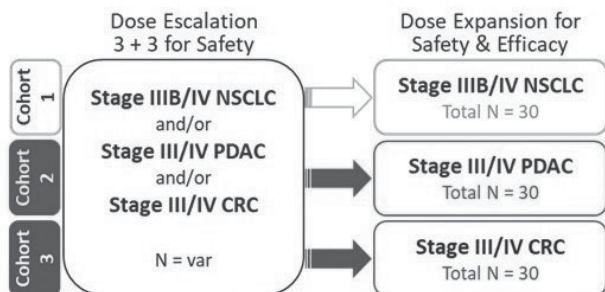 Dose Escalation
3 + 3 for Safety
Dose Expansion for
Safety & Efficacy
Cohort
1
Cohort
2
Cohort
3
Stage IIIB/IV NSCLC
and/or
Stage III/IV PDAC
and/or
Stage III/IV CRC
N = var
Stage IIIB/IV NSCLC
Total N = 30
Stage III/IV PDAC
Total N = 30
Stage III/IV CRC
Total N = 30